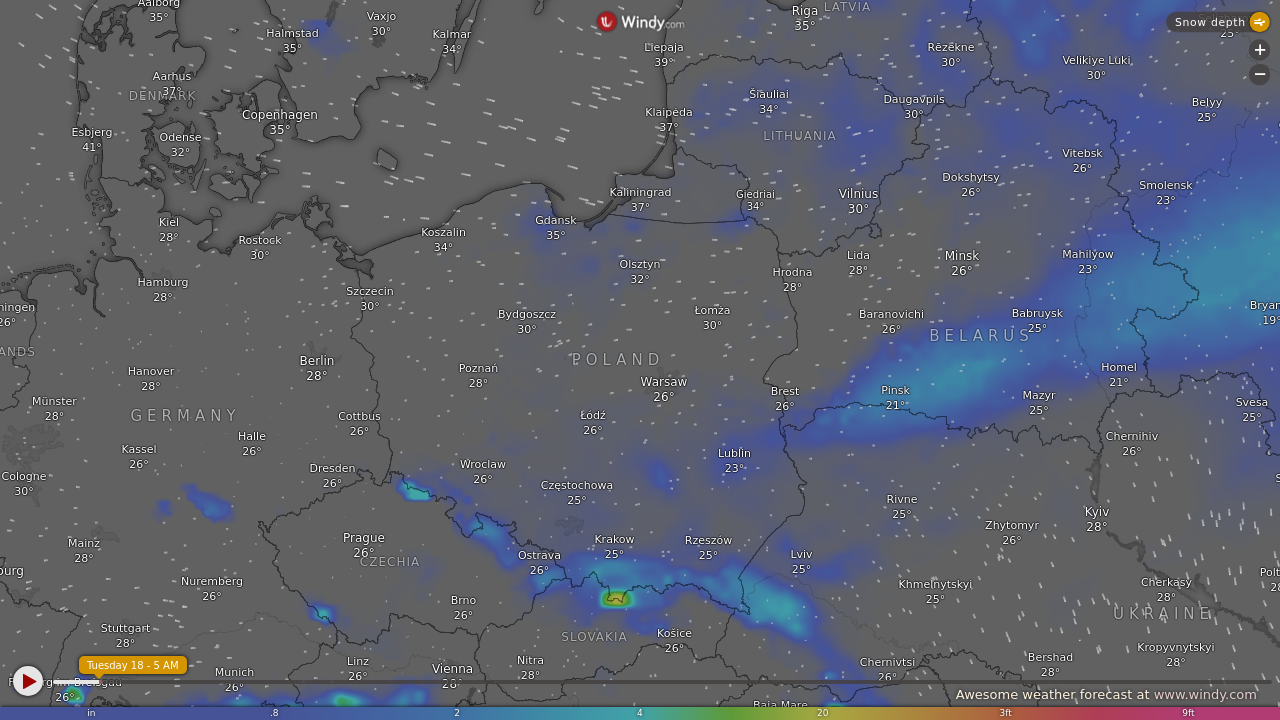 Aalborg
35°
Vaxjo
30°
Halmstad
35°
Kalmar
34°
Windy.com
Riga
35°
LATVIA
Snow depth
25°
+
−
Liepaja
39°
Rēzēkne
30°
Velikiye Luki
30°
Aarhus
37°
DENMARK
Šiauliai
34°
Daugavpils
30°
Belyy
25°
Copenhagen
35°
Klaipėda
37°
Esbjerg
41°
Odense
32°
LITHUANIA
Vitebsk
26°
Dokshytsy
26°
Smolensk
23°
Kaliningrad
37°
Giedriai
34°
Vilnius
30°
Kiel
28°
Gdansk
35°
Koszalin
34°
Rostock
30°
Olsztyn
32°
Hrodna
28°
Lida
28°
Minsk
26°
Mahilyow
23°
Hamburg
28°
Szczecin
30°
ningen
26°
Bydgoszcz
30°
Łomża
30°
Baranovichi
26°
Babruysk
25°
Bryan
19°
BELARUS
ANDS
Berlin
28°
POLAND
Hanover
28°
Poznań
28°
Warsaw
26°
Brest
26°
Pinsk
21°
Homel
21°
Mazyr
25°
Münster
28°
GERMANY
Cottbus
26°
Łódź
26°
Svesa
25°
Halle
26°
Kassel
26°
Chernihiv
26°
Lublin
23°
Cologne
30°
Dresden
26°
Wroclaw
26°
Częstochowa
25°
Rivne
25°
Zhytomyr
26°
Kyiv
28°
Mainz
28°
Prague
26°
CZECHIA
Ostrava
26°
Krakow
25°
Rzeszow
25°
Lviv
25°
burg
Nuremberg
26°
Brno
26°
Khmelnytskyi
25°
Cherkasy
28°
Polt
28
UKRAINE
Stuttgart
28°
SLOVAKIA
Košice
26°
Kropyvnytskyi
28°
Tuesday 18 - 5 AM
Munich
26°
Linz
26°
Vienna
28°
Nitra
28°
Chernivtsi
26°
Bershad
28°
26°
Awesome weather forecast at www.windy.com
Baia Mare
in .8 2 4 20 3ft 9ft